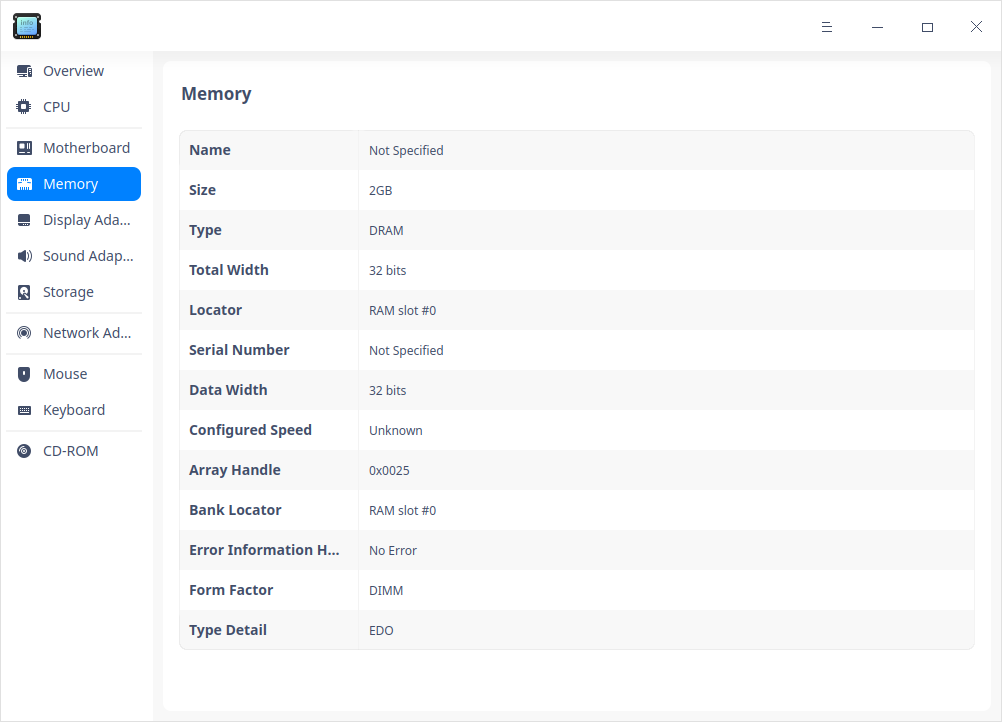 info
Overview
CPU
Motherboard
Memory
Display Ada...
Sound Adap...
Storage
Network Ad...
Mouse
Keyboard
CD-ROM
Memory
Name Not Specified
Size 2GB
Type DRAM
Total Width 32 bits
Locator RAM slot #0
Serial Number Not Specified
Data Width 32 bits
Configured Speed Unknown
Array Handle 0x0025
Bank Locator RAM slot #0
Error Information H... No Error
Form Factor DIMM
Type Detail EDO